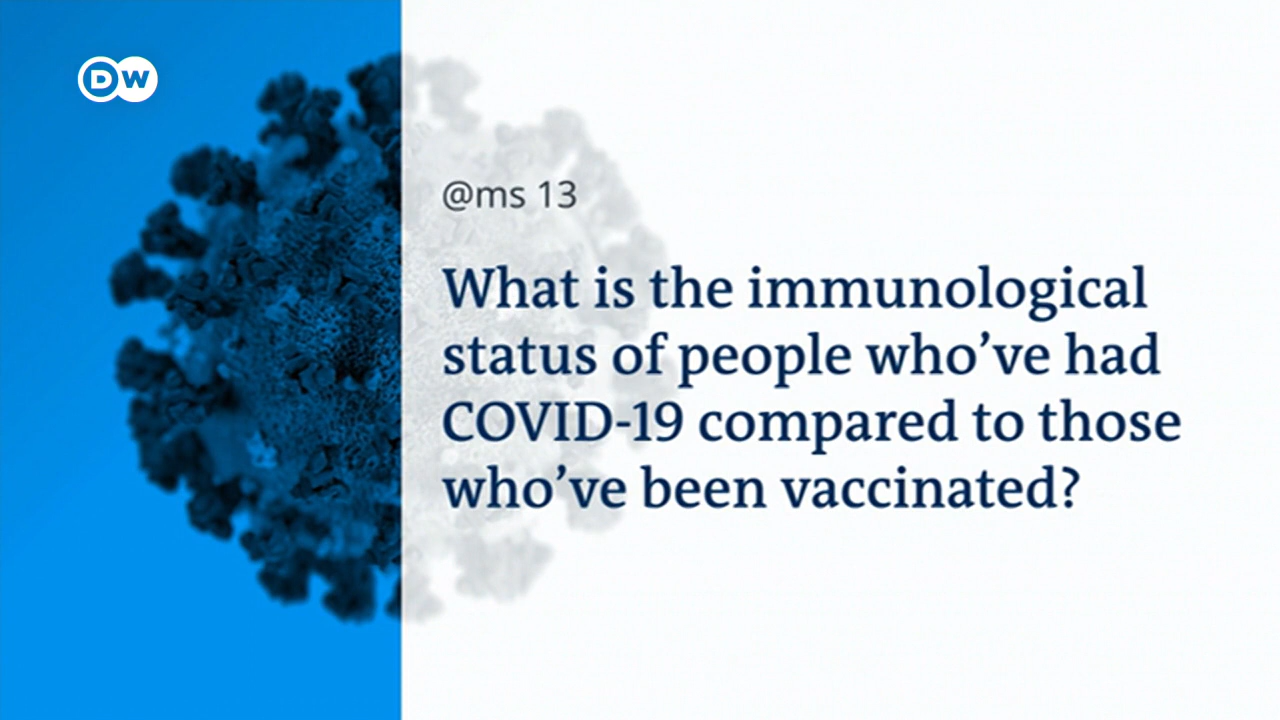 DW
@ms 13
What is the immunological
status of people who’ve had
COVID-19 compared to those
who’ve been vaccinated?